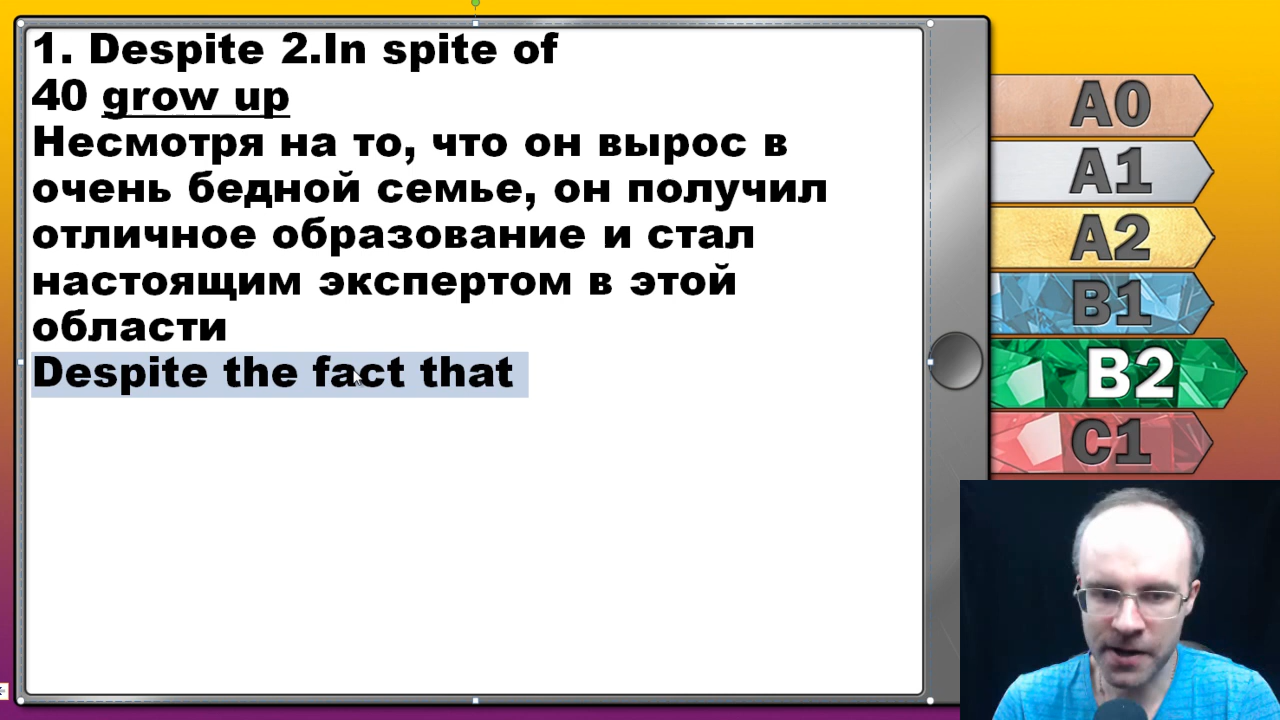 1. Despite 2.In spite of
40 grow up
Несмотря на то, что он вырос в
очень бедной семье, он получил
отличное образование и стал
настоящим экспертом в этой
области
Despite the fact that
A0
A1
A2
B1
B2
C1